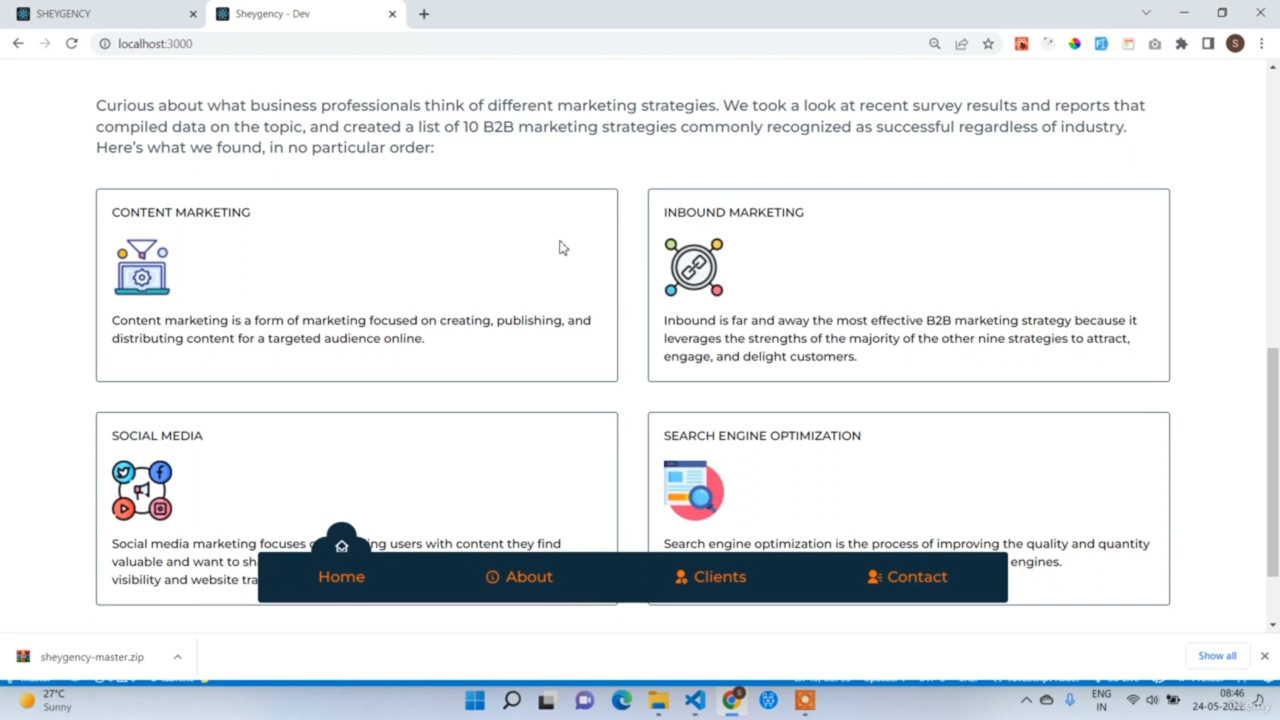 SHEYGENCY
Sheygency - Dev
localhost:3000
S
Curious about what business professionals think of different marketing strategies. We took a look at recent survey results and reports that
compiled data on the topic, and created a list of 10 B2B marketing strategies commonly recognized as successful regardless of industry.
Here’s what we found, in no particular order:
CONTENT MARKETING
Content marketing is a form of marketing focused on creating, publishing, and
distributing content for a targeted audience online.
INBOUND MARKETING
Inbound is far and away the most effective B2B marketing strategy because it
leverages the strengths of the majority of the other nine strategies to attract,
engage, and delight customers.
SOCIAL MEDIA
Social media marketing focuses users with content they find
valuable and want to
visibility and website
SEARCH ENGINE OPTIMIZATION
Search engine optimization is the process of improving the quality and quantity
engines.
Home
About
Clients
Contact
sheygency-master.zip
Show all
27°C
Sunny
ENG
IN
08:46